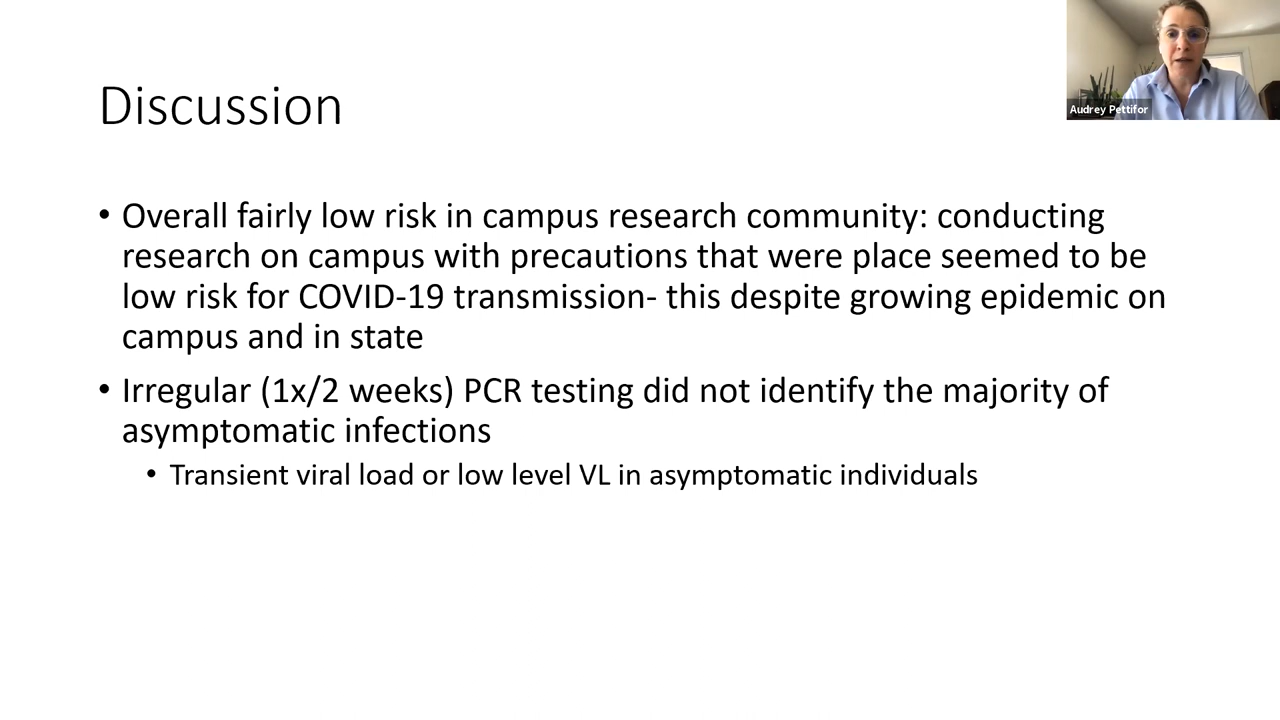 Audrey Pettifor
Discussion
• Overall fairly low risk in campus research community: conducting
research on campus with precautions that were place seemed to be
low risk for COVID-19 transmission- this despite growing epidemic on
campus and in state
• Irregular (1x/2 weeks) PCR testing did not identify the majority of
asymptomatic infections
• Transient viral load or low level VL in asymptomatic individuals